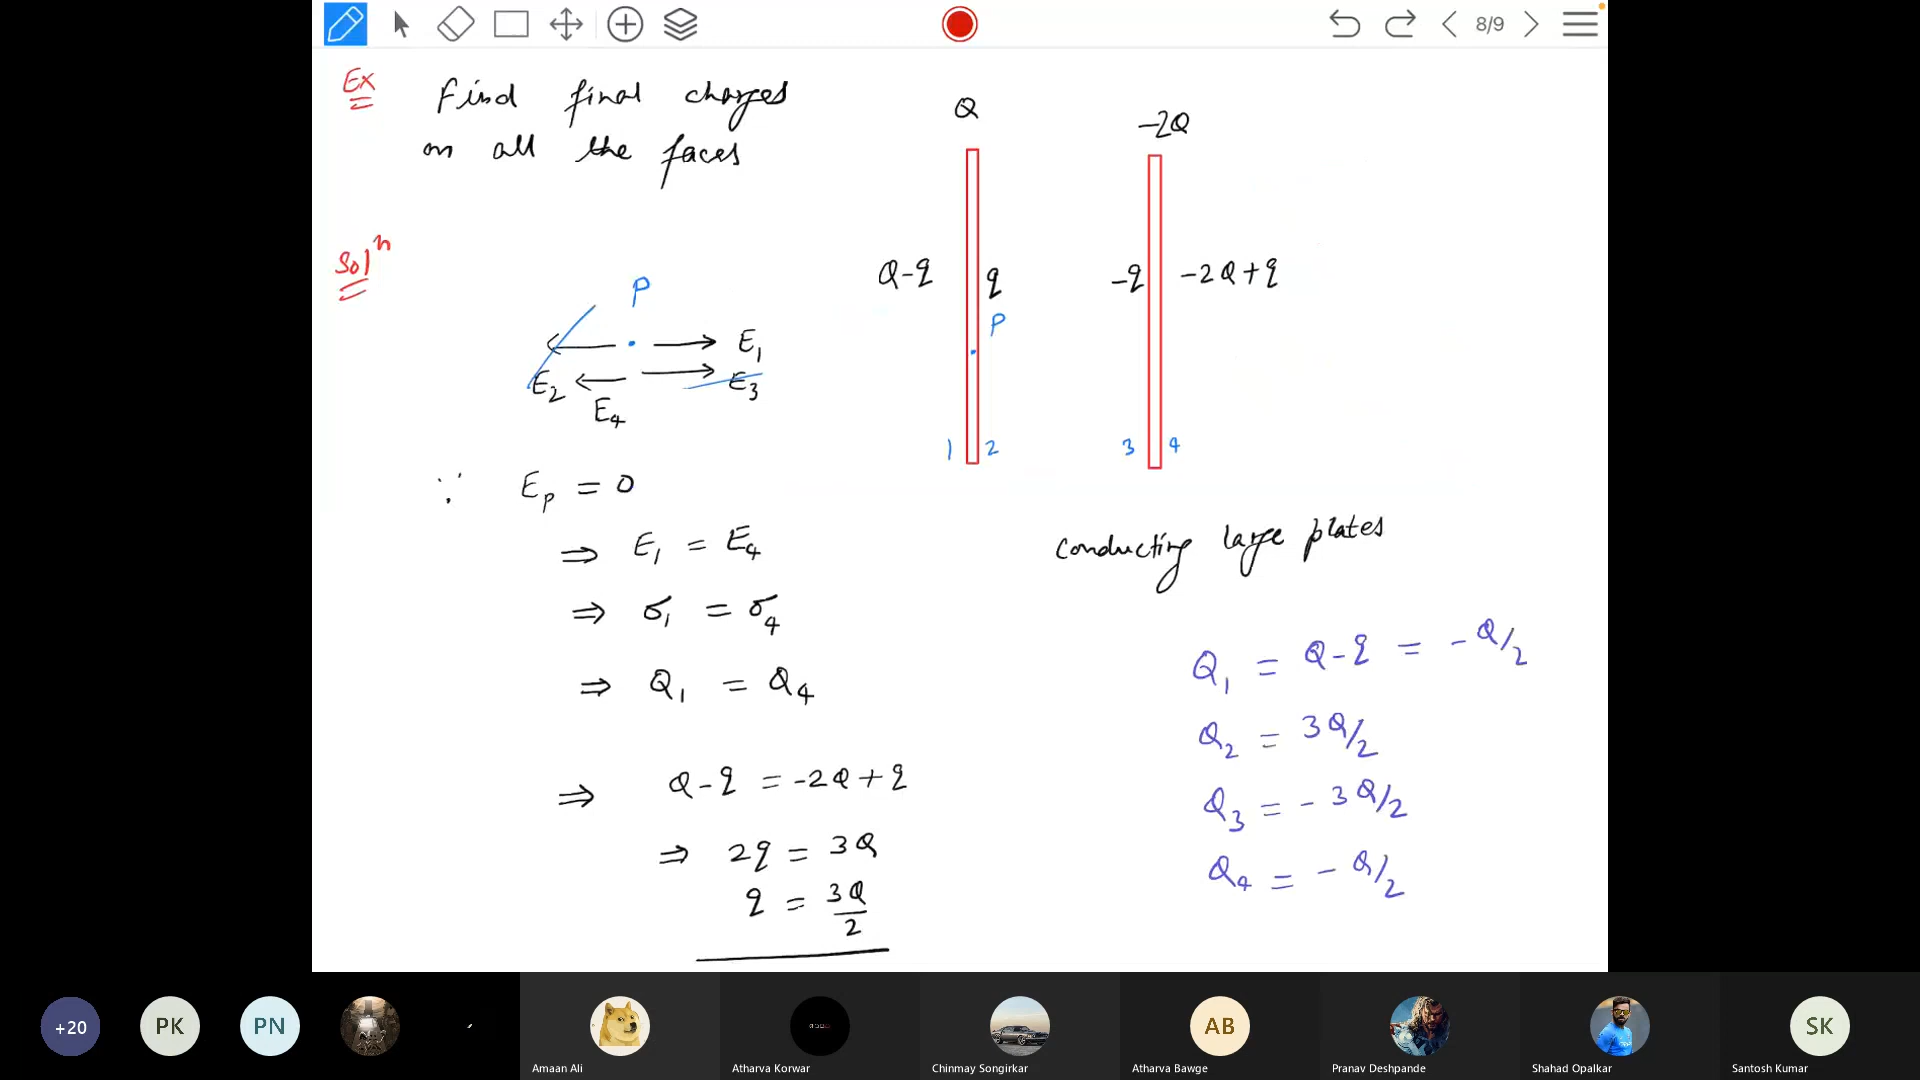 8/9
Ex Find final charges
on all the faces
Q
-2Q
Solⁿ
Q-q q -q -2Q+q
P
P
E₁
E₂ E₃
E₄
1 2 3 4
∵ Eₚ = 0
⇒ E₁ = E₄
⇒ σ₁ = σ₄
⇒ Q₁ = Q₄
⇒ Q-q = -2Q+q
⇒ 2q = 3Q
q = 3Q/2
conducting large plates
Q₁ = Q-q = -Q/2
Q₂ = 3Q/2
Q₃ = -3Q/2
Q₄ = -Q/2
+20 PK PN AB SK
Amaan Ali Atharva Korwar Chinmay Songirkar Atharva Bawge Pranav Deshpande Shahad Opalkar Santosh Kumar